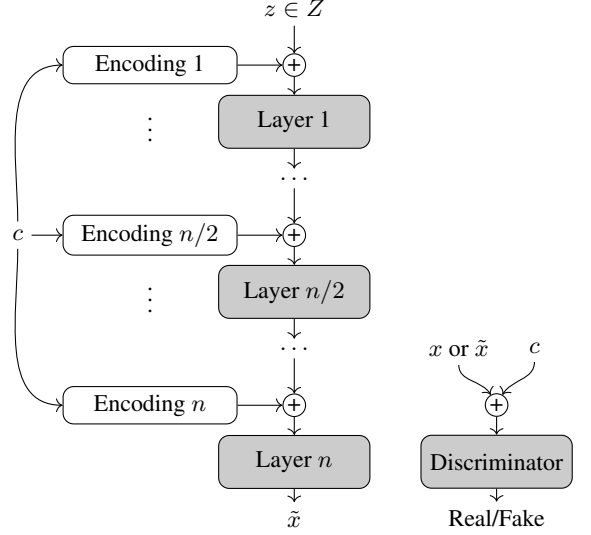 z ∈ Z
Encoding 1
+
Layer 1
⋮
⋯
c
Encoding n/2
+
Layer n/2
⋮
⋯
Encoding n
+
Layer n
x̃
x or x̃
c
+
Discriminator
Real/Fake